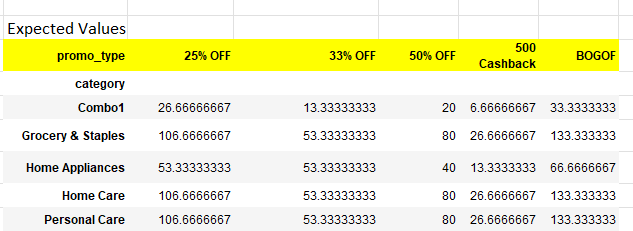 Expected Values
promo_type 25% OFF 33% OFF 50% OFF 500 Cashback BOGOF
category
Combo1 26.66666667 13.33333333 20 6.66666667 33.3333333
Grocery & Staples 106.6666667 53.33333333 80 26.6666667 133.333333
Home Appliances 53.33333333 53.33333333 40 13.3333333 66.6666667
Home Care 106.6666667 53.33333333 80 26.6666667 133.333333
Personal Care 106.6666667 53.33333333 80 26.6666667 133.333333